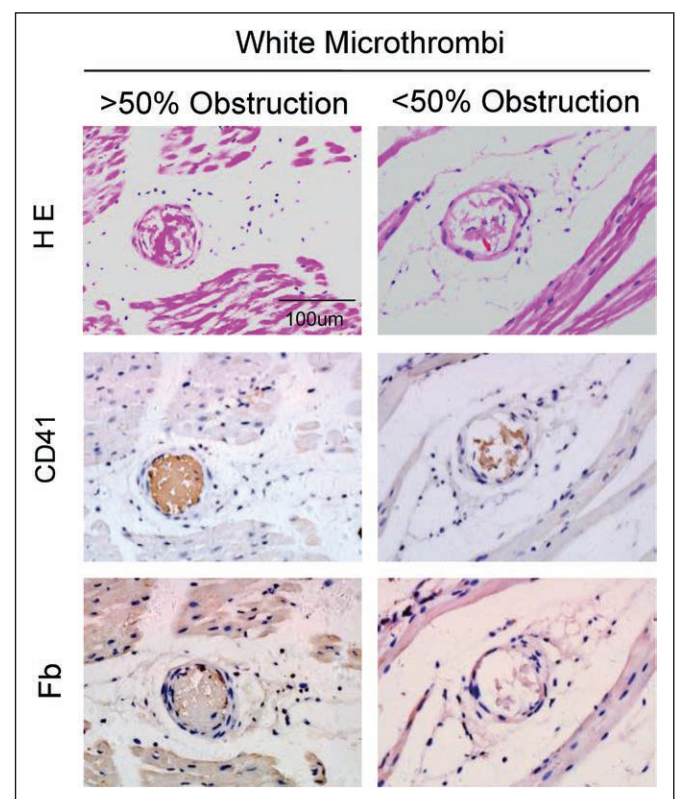 White Microthrombi
>50% Obstruction
<50% Obstruction
H E
100um
CD41
Fb